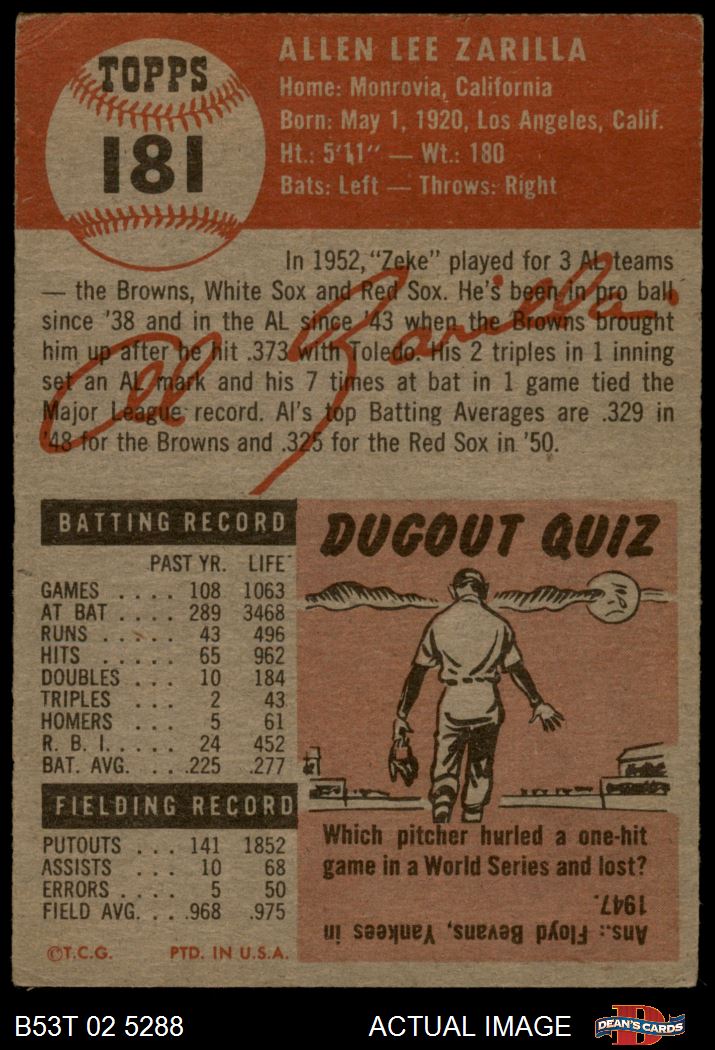 TOPPS
181
ALLEN LEE ZARILLA
Home: Monrovia, California
Born: May 1, 1920, Los Angeles, Calif.
Ht.: 5'11" — Wt.: 180
Bats: Left — Throws: Right
In 1952, "Zeke" played for 3 AL teams
— the Browns, White Sox and Red Sox. He's been in pro ball
since '38 and in the AL since '43 when the Browns brought
him up after he hit .373 with Toledo. His 2 triples in 1 inning
set an AL mark and his 7 times at bat in 1 game tied the
Major League record. Al's top Batting Averages are .329 in
'48 for the Browns and .325 for the Red Sox in '50.
Al Zarilla
BATTING RECORD
PAST YR. LIFE
GAMES . . . . 108 1063
AT BAT . . . . 289 3468
RUNS . . . . 43 496
HITS . . . . . 65 962
DOUBLES . . . 10 184
TRIPLES . . . 2 43
HOMERS . . . 5 61
R. B. I. . . . . 24 452
BAT. AVG. . . . .225 .277
FIELDING RECORD
PUTOUTS . . . 141 1852
ASSISTS . . . 10 68
ERRORS . . . . 5 50
FIELD AVG. . . .968 .975
©T.C.G. PTD. IN U.S.A.
DUGOUT QUIZ
Which pitcher hurled a one-hit
game in a World Series and lost?
Ans.: Floyd Bevans, Yankees in
1947.
B53T 02 5288
ACTUAL IMAGE
D
DEAN'S CARDS